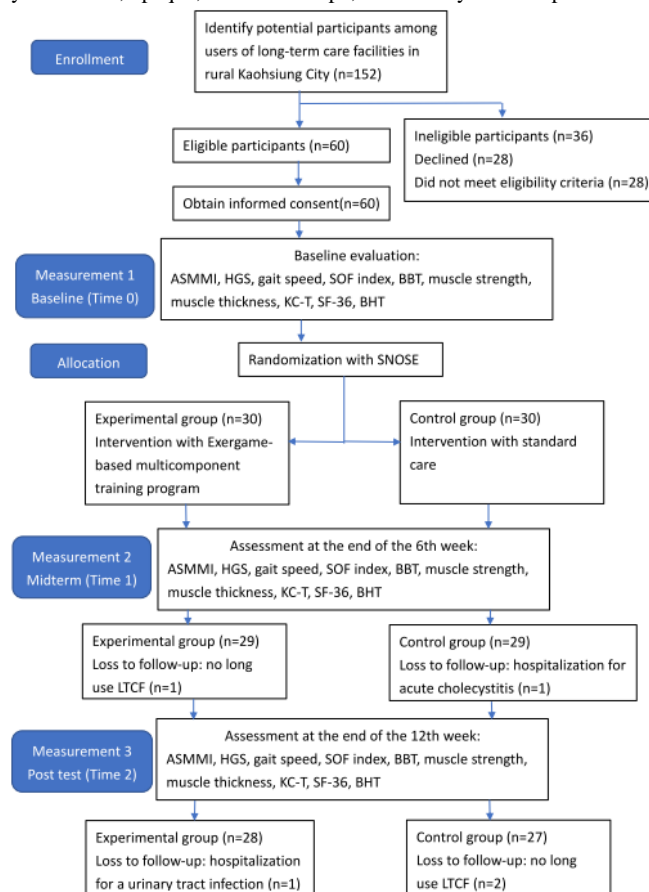 Identify potential participants among
users of long-term care facilities in
rural Kaohsiung City (n=152)
Enrollment
Eligible participants (n=60)
Ineligible participants (n=36)
Declined (n=28)
Did not meet eligibility criteria (n=28)
Obtain informed consent(n=60)
Measurement 1
Baseline (Time 0)
Baseline evaluation:
ASMMI, HGS, gait speed, SOF index, BBT, muscle strength,
muscle thickness, KC-T, SF-36, BHT
Allocation
Randomization with SNOSE
Experimental group (n=30)
Intervention with Exergame-
based multicomponent
training program
Control group (n=30)
Intervention with standard
care
Measurement 2
Midterm (Time 1)
Assessment at the end of the 6th week:
ASMMI, HGS, gait speed, SOF index, BBT, muscle strength,
muscle thickness, KC-T, SF-36, BHT
Experimental group (n=29)
Loss to follow-up: no long
use LTCF (n=1)
Control group (n=29)
Loss to follow-up: hospitalization for
acute cholecystitis (n=1)
Measurement 3
Post test (Time 2)
Assessment at the end of the 12th week:
ASMMI, HGS, gait speed, SOF index, BBT, muscle strength,
muscle thickness, KC-T, SF-36, BHT
Experimental group (n=28)
Loss to follow-up: hospitalization
for a urinary tract infection (n=1)
Control group (n=27)
Loss to follow-up: no long
use LTCF (n=2)